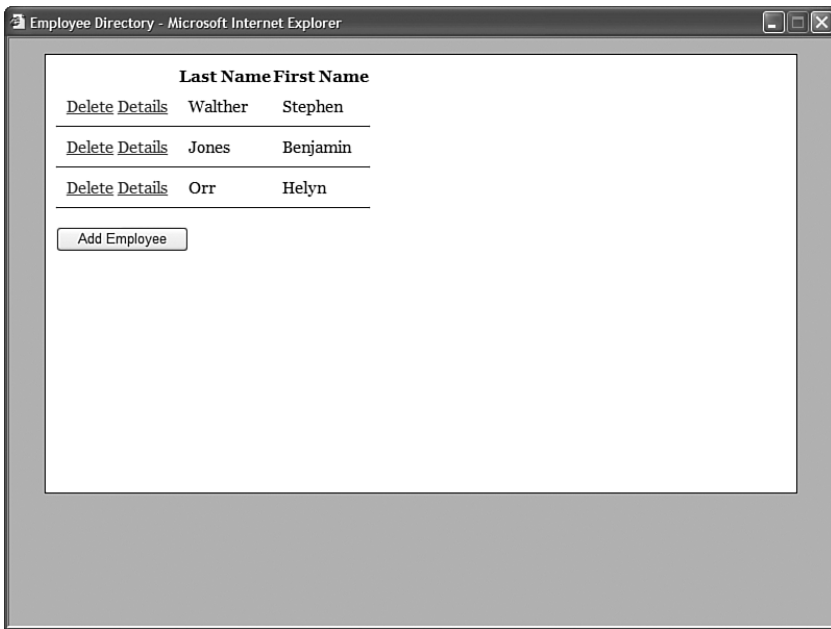 Employee Directory - Microsoft Internet Explorer
Last Name First Name
Delete Details Walther Stephen
Delete Details Jones Benjamin
Delete Details Orr Helyn
Add Employee